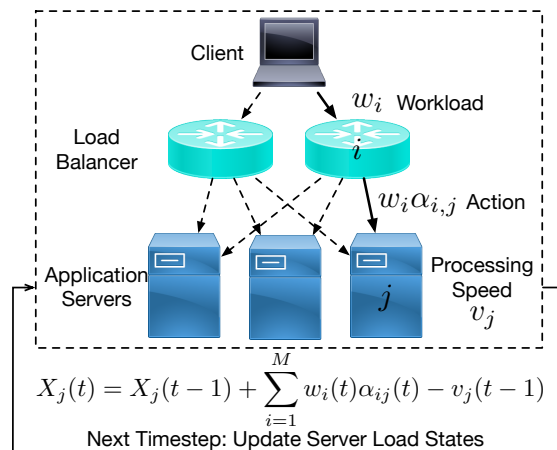 Client
w_i Workload
Load
Balancer
i
w_i α_{i,j} Action
Application
Servers
j
Processing
Speed
v_j
X_j(t) = X_j(t − 1) + \sum_{i=1}^{M} w_i(t)α_{ij}(t) − v_j(t − 1)
Next Timestep: Update Server Load States